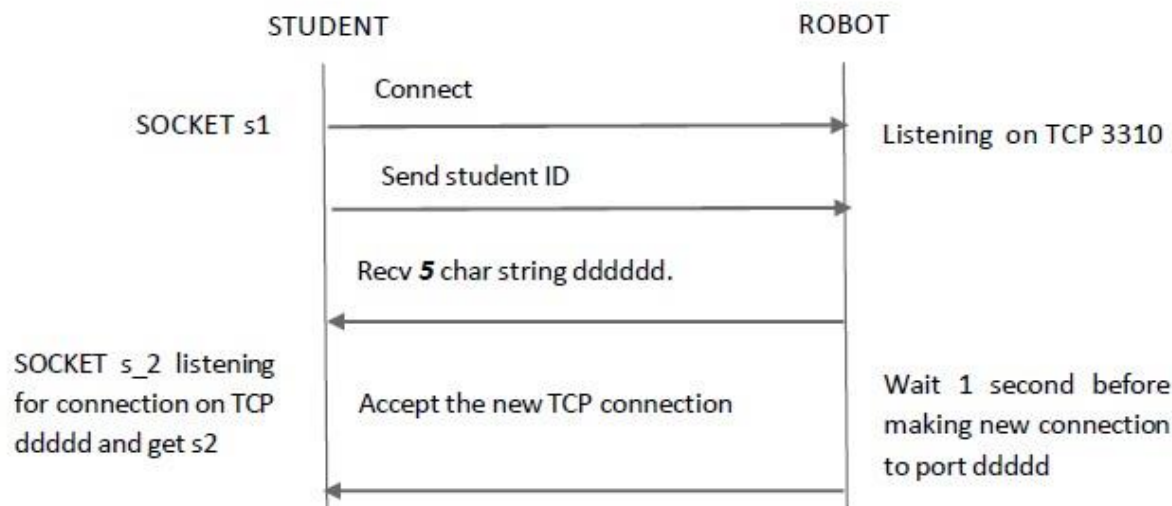 STUDENT
ROBOT
Connect
SOCKET s1
Listening on TCP 3310
Send student ID
Recv 5 char string dddddd.
SOCKET s_2 listening
for connection on TCP
ddddd and get s2
Accept the new TCP connection
Wait 1 second before
making new connection
to port ddddd